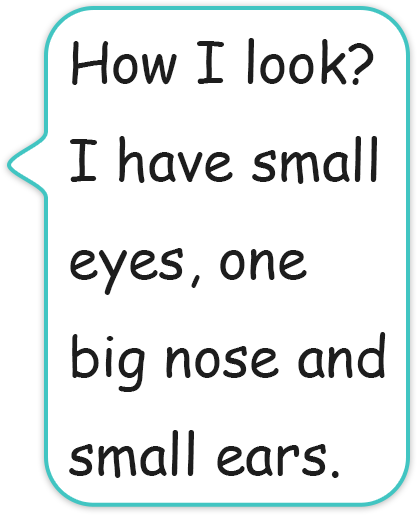 How I look?
I have small
eyes, one
big nose and
small ears.